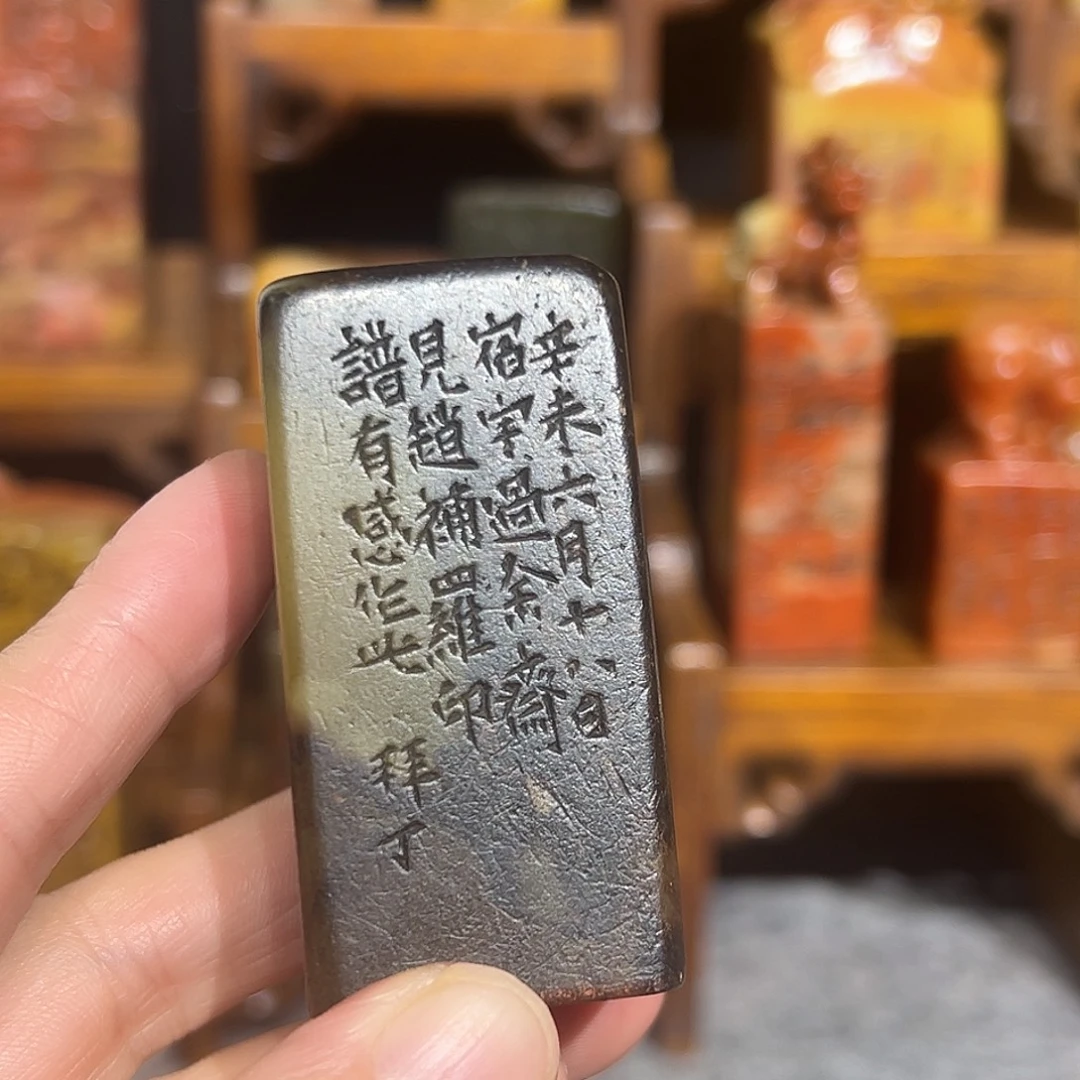 辛未六月十八日
宿宇過余齋
見趙補羅印
譜有感作此
拜丁